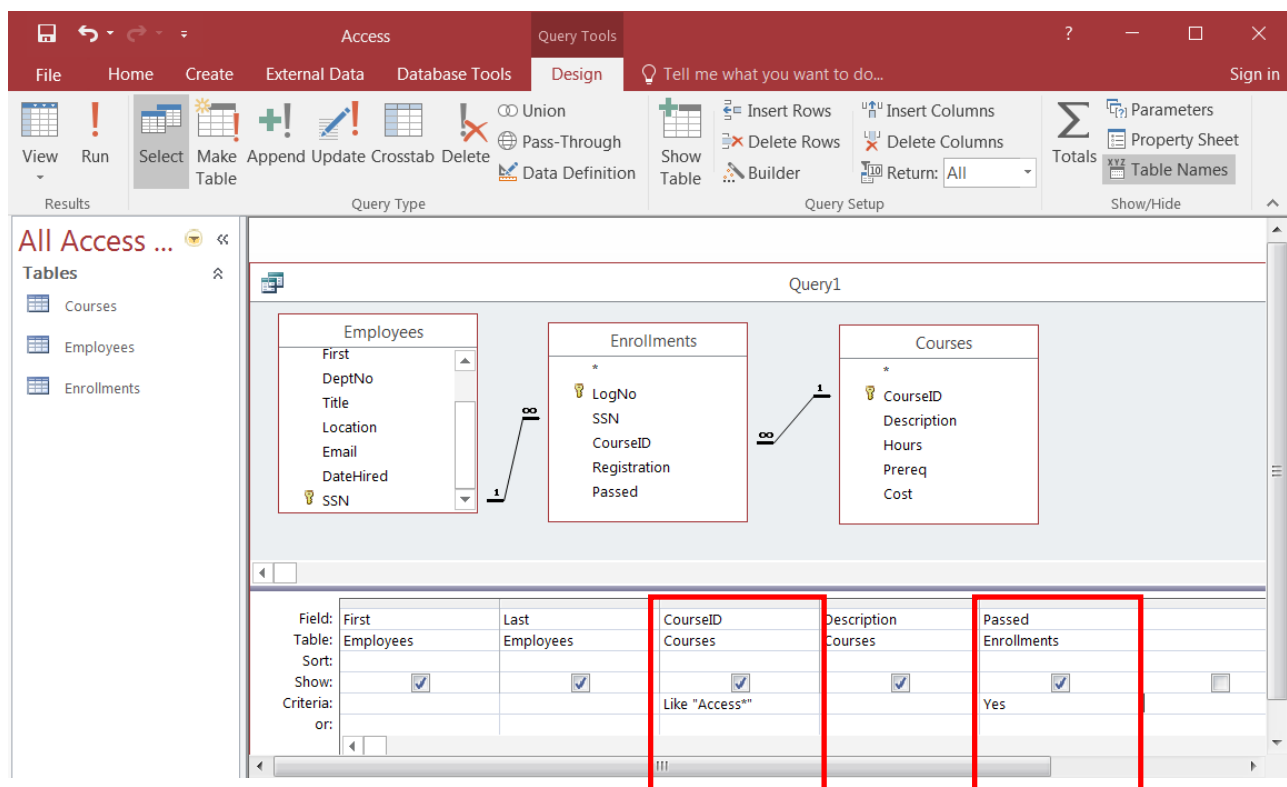 Access Query Tools ?
File Home Create External Data Database Tools Design Tell me what you want to do... Sign in
View Run Select Make Table Append Update Crosstab Delete
Union
Pass-Through
Data Definition
Show Table
Insert Rows
Delete Rows
Builder
Insert Columns
Delete Columns
Return: All
Totals
Parameters
Property Sheet
Table Names
Results Query Type Query Setup Show/Hide
All Access ...
Tables
Courses
Employees
Enrollments
Query1
Employees
First
DeptNo
Title
Location
Email
DateHired
SSN
1
∞
Enrollments
*
LogNo
SSN
CourseID
Registration
Passed
∞
1
Courses
*
CourseID
Description
Hours
Prereq
Cost
Field: First Last CourseID Description Passed
Table: Employees Employees Courses Courses Enrollments
Sort:
Show:
Criteria: Like "Access*" Yes
or: